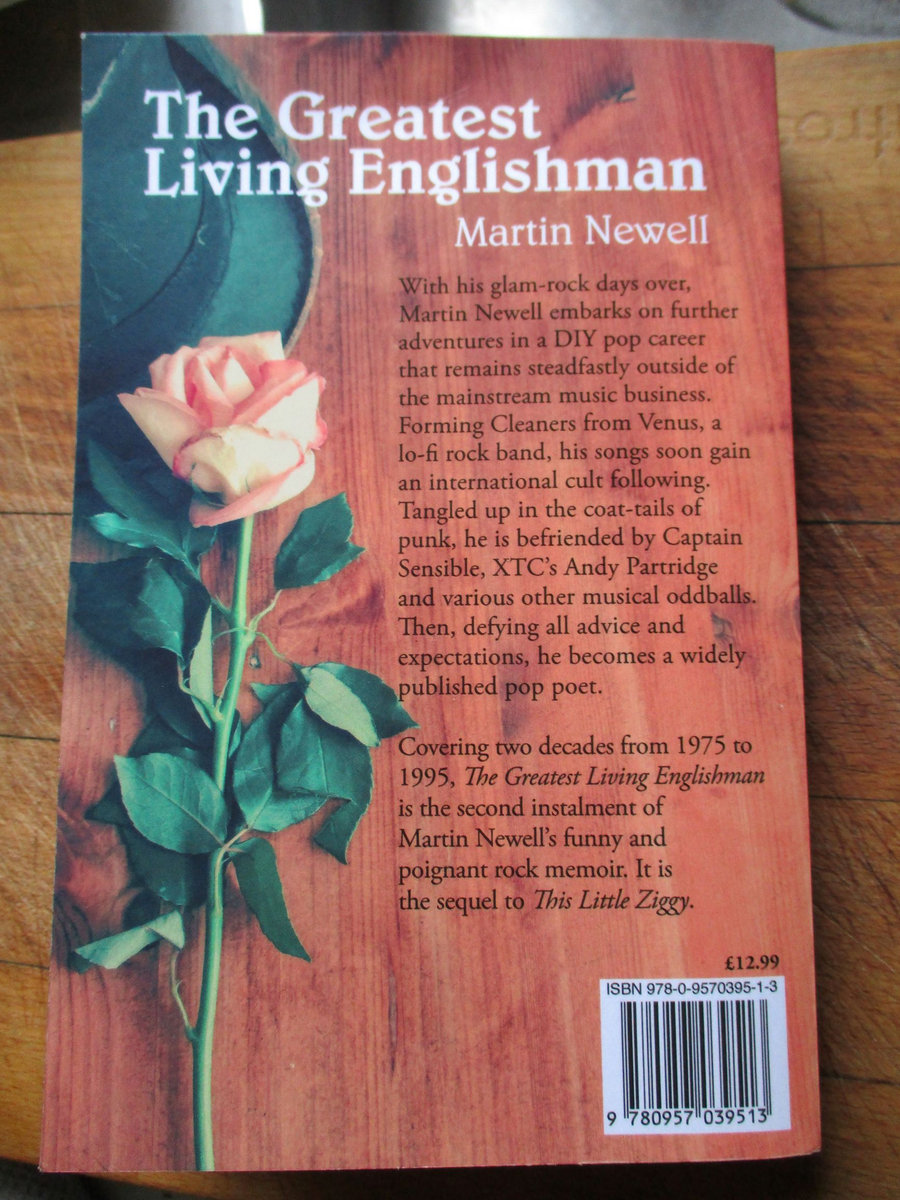 The Greatest
Living Englishman
Martin Newell
With his glam-rock days over,
Martin Newell embarks on further
adventures in a DIY pop career
that remains steadfastly outside of
the mainstream music business.
Forming Cleaners from Venus, a
lo-fi rock band, his songs soon gain
an international cult following.
Tangled up in the coat-tails of
punk, he is befriended by Captain
Sensible, XTC's Andy Partridge
and various other musical oddballs.
Then, defying all advice and
expectations, he becomes a widely
published pop poet.
Covering two decades from 1975 to
1995, The Greatest Living Englishman
is the second instalment of
Martin Newell's funny and
poignant rock memoir. It is
the sequel to This Little Ziggy.
£12.99
ISBN 978-0-9570395-1-3
9 780957 039513